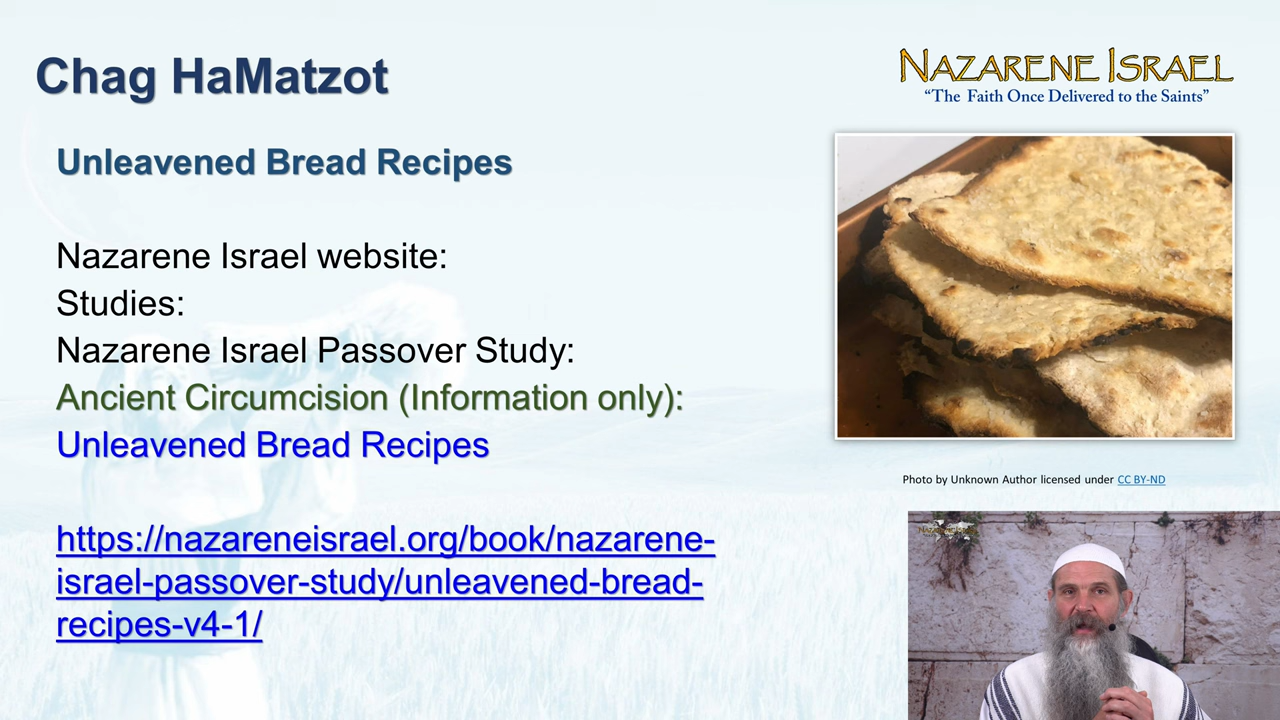 Chag HaMatzot
NAZARENE ISRAEL
“The Faith Once Delivered to the Saints”
Unleavened Bread Recipes
Nazarene Israel website:
Studies:
Nazarene Israel Passover Study:
Ancient Circumcision (Information only):
Unleavened Bread Recipes
https://nazareneisrael.org/book/nazarene-
israel-passover-study/unleavened-bread-
recipes-v4-1/
Photo by Unknown Author licensed under CC BY-ND